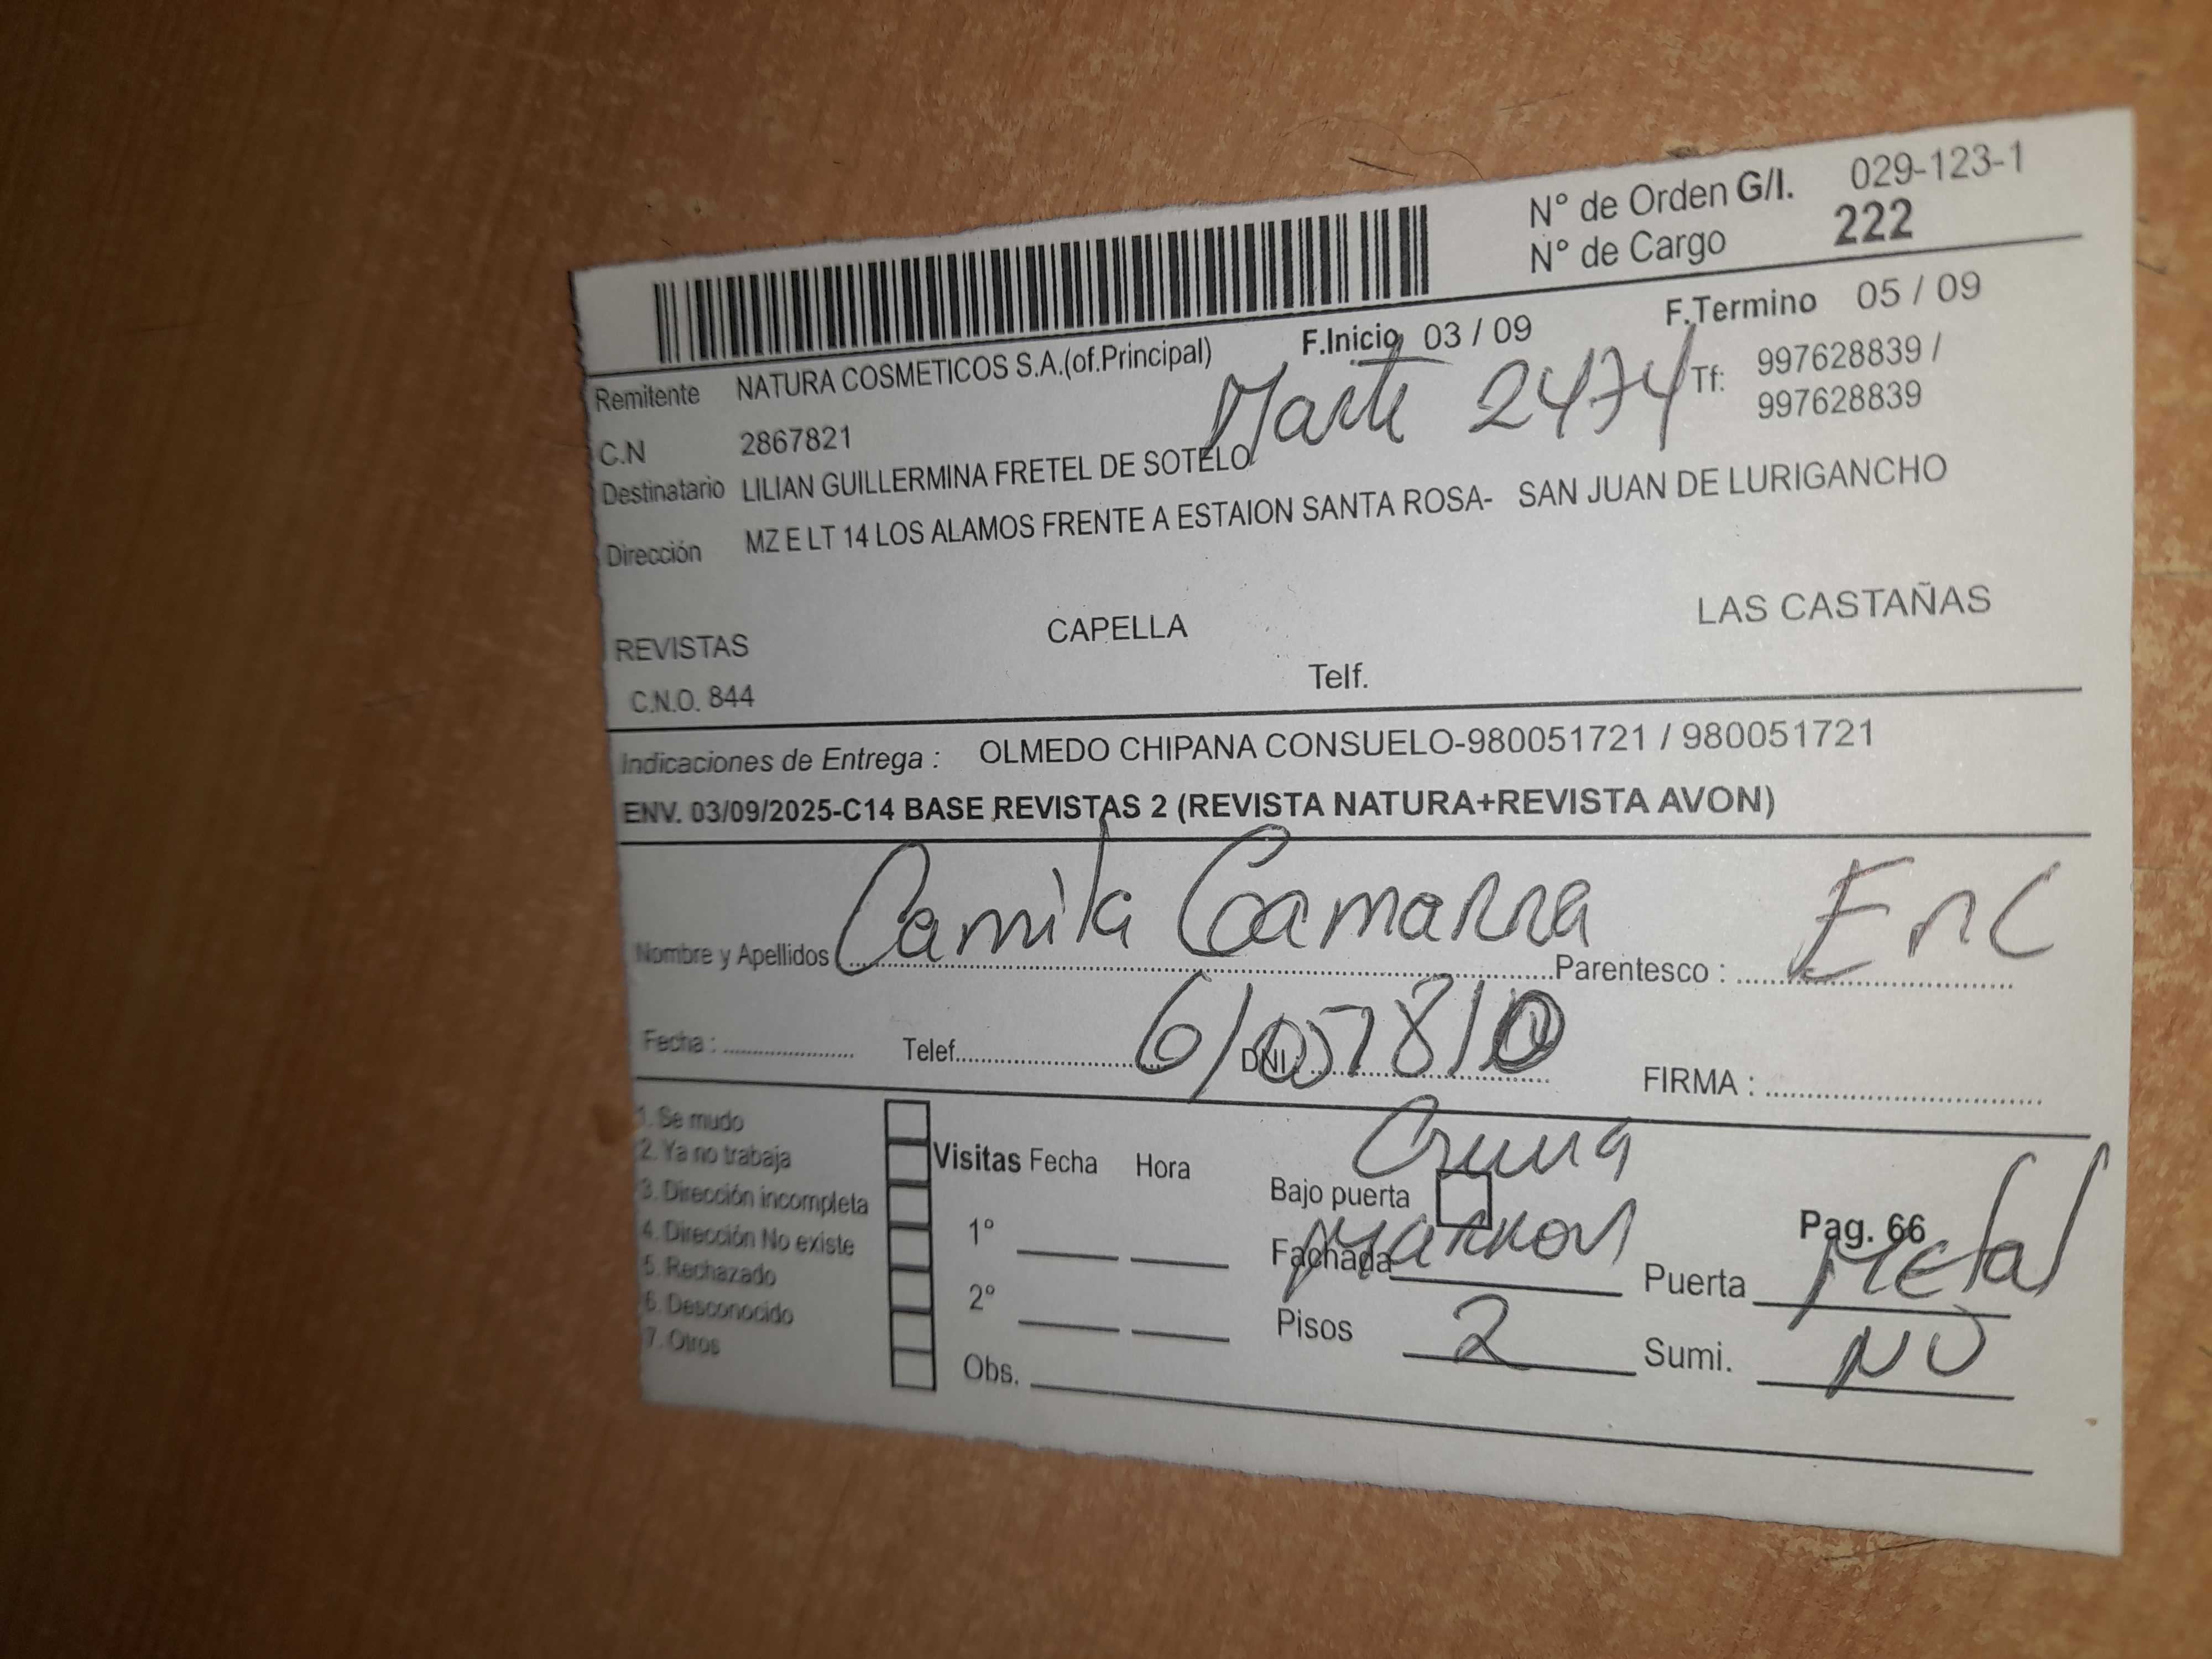 N° de Orden G/I. 029-123-1
N° de Cargo 222
F.Inicio 03 / 09 F.Termino 05 / 09
Remitente NATURA COSMETICOS S.A.(of.Principal)
Marte 2474 Tf: 997628839 /
997628839
C.N 2867821
Destinatario LILIAN GUILLERMINA FRETEL DE SOTELO
Dirección MZ E LT 14 LOS ALAMOS FRENTE A ESTAION SANTA ROSA- SAN JUAN DE LURIGANCHO
REVISTAS CAPELLA LAS CASTAÑAS
C.N.O. 844 Telf.
Indicaciones de Entrega : OLMEDO CHIPANA CONSUELO-980051721 / 980051721
ENV. 03/09/2025-C14 BASE REVISTAS 2 (REVISTA NATURA+REVISTA AVON)
Nombre y Apellidos Camila Gamarra Parentesco : Enc
Fecha : Telef. DNI FIRMA :
1. Se mudo
2. Ya no trabaja
3. Dirección incompleta
4. Dirección No existe
5. Rechazado
6. Desconocido
7. Otros
Visitas Fecha Hora
1°
2°
Obs.
Bajo puerta
Pag. 66
Fachada Marron Puerta Metal
Pisos 2 Sumi. NO